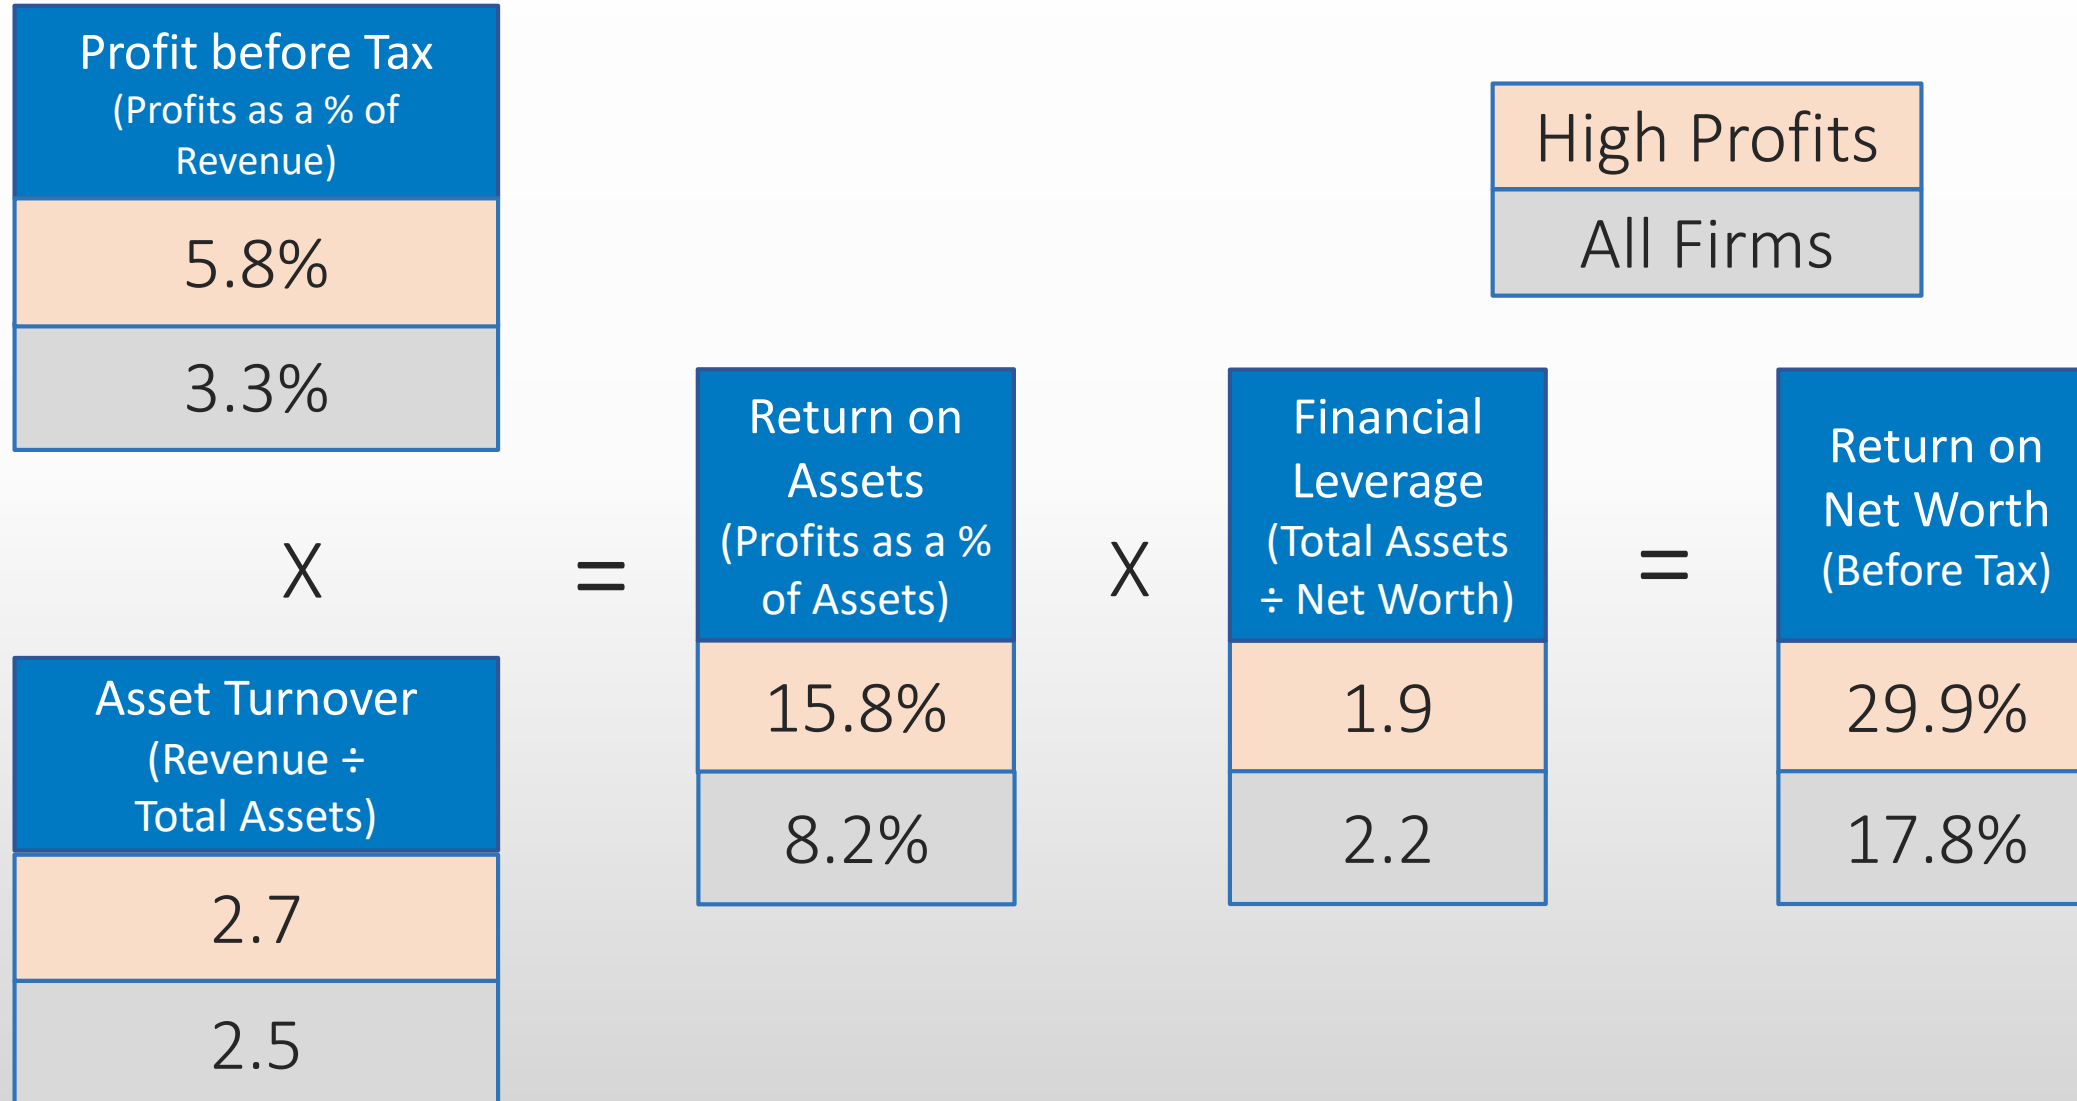 Profit before Tax
(Profits as a % of
Revenue)
5.8%
3.3%
X
Asset Turnover
(Revenue ÷
Total Assets)
2.7
2.5
=
Return on
Assets
(Profits as a %
of Assets)
15.8%
8.2%
X
Financial
Leverage
(Total Assets
÷ Net Worth)
1.9
2.2
=
High Profits
All Firms
Return on
Net Worth
(Before Tax)
29.9%
17.8%